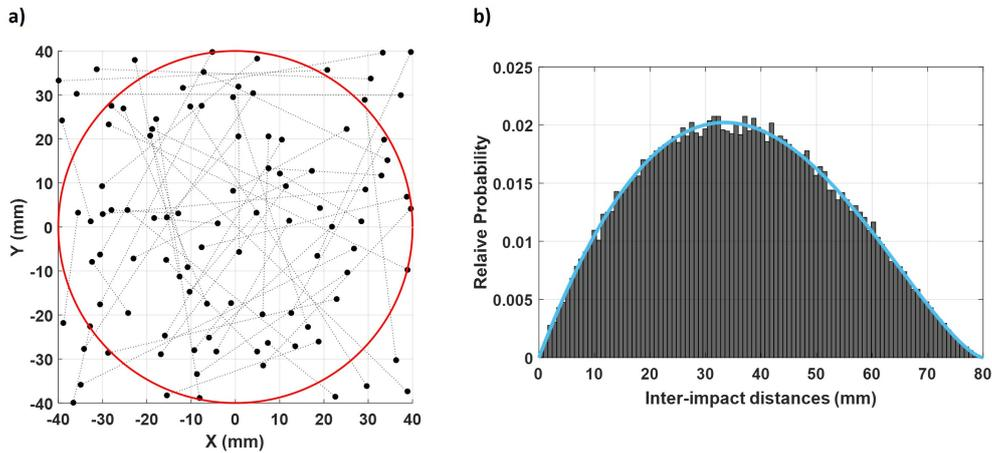 a)
b)
40
30
20
10
0
-10
-20
-30
-40
-40 -30 -20 -10 0 10 20 30 40
X (mm)
Y (mm)
0.025
0.02
0.015
0.01
0.005
0
0 10 20 30 40 50 60 70 80
Inter-impact distances (mm)
Relaive Probability